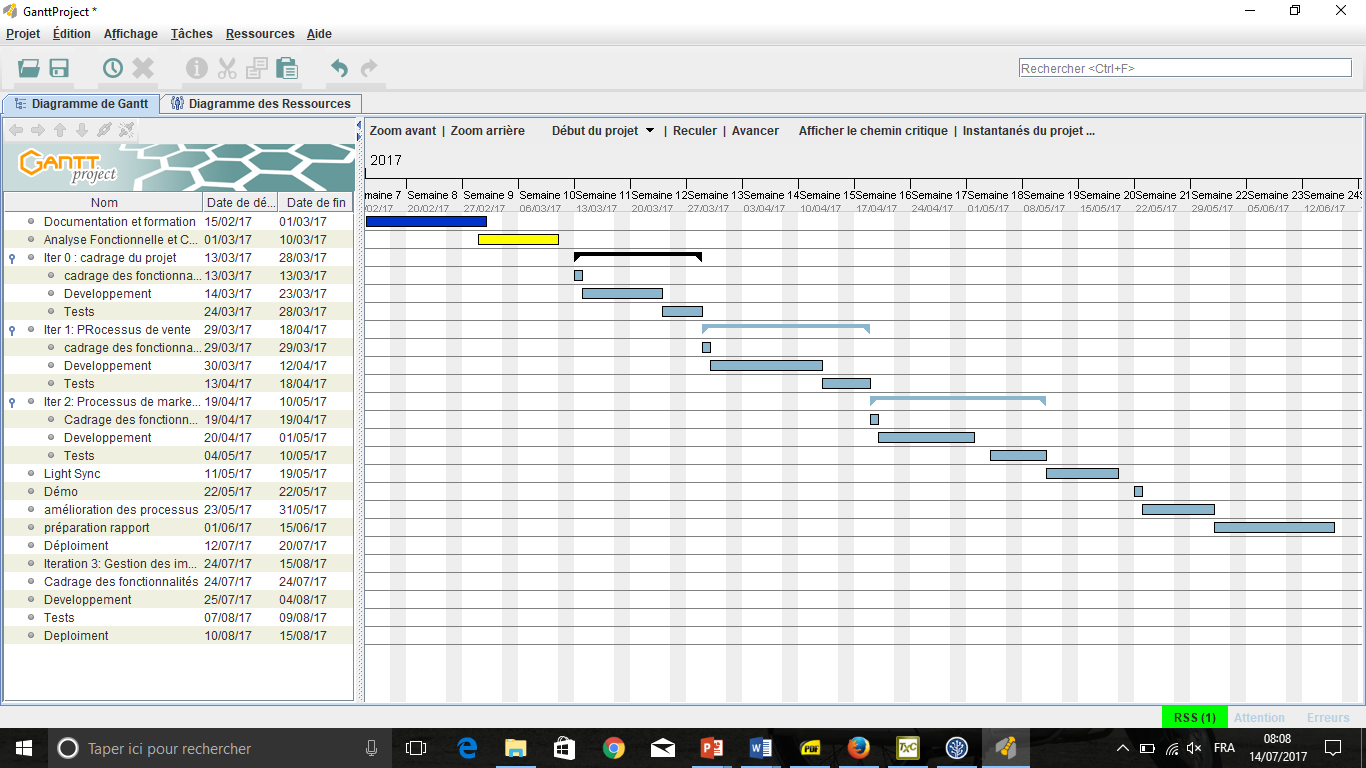 GanttProject *
Projet Édition Affichage Tâches Ressources Aide
Rechercher <Ctrl+F>
Diagramme de Gantt Diagramme des Ressources
Zoom avant | Zoom arrière Début du projet | Reculer | Avancer Afficher le chemin critique | Instantanés du projet ...
GANTT project
2017
maine 7 Semaine 8 Semaine 9 Semaine 10 Semaine 11 Semaine 12 Semaine 13 Semaine 14 Semaine 15 Semaine 16 Semaine 17 Semaine 18 Semaine 19 Semaine 20 Semaine 21 Semaine 22 Semaine 23 Semaine 24
02/17 20/02/17 27/02/17 06/03/17 13/03/17 20/03/17 27/03/17 03/04/17 10/04/17 17/04/17 24/04/17 01/05/17 08/05/17 15/05/17 22/05/17 29/05/17 05/06/17 12/06/17
Nom Date de dé... Date de fin
Documentation et formation 15/02/17 01/03/17
Analyse Fonctionnelle et C... 01/03/17 10/03/17
Iter 0 : cadrage du projet 13/03/17 28/03/17
cadrage des fonctionna... 13/03/17 13/03/17
Developpement 14/03/17 23/03/17
Tests 24/03/17 28/03/17
Iter 1: PRocessus de vente 29/03/17 18/04/17
cadrage des fonctionna... 29/03/17 29/03/17
Developpement 30/03/17 12/04/17
Tests 13/04/17 18/04/17
Iter 2: Processus de marke... 19/04/17 10/05/17
Cadrage des fonctionn... 19/04/17 19/04/17
Developpement 20/04/17 01/05/17
Tests 04/05/17 10/05/17
Light Sync 11/05/17 19/05/17
Démo 22/05/17 22/05/17
amélioration des processus 23/05/17 31/05/17
préparation rapport 01/06/17 15/06/17
Déploiment 12/07/17 20/07/17
Iteration 3: Gestion des im... 24/07/17 15/08/17
Cadrage des fonctionnalités 24/07/17 24/07/17
Developpement 25/07/17 04/08/17
Tests 07/08/17 09/08/17
Deploiment 10/08/17 15/08/17
RSS (1) Attention Erreurs
Taper ici pour rechercher
PDF
TXC
FRA
08:08
14/07/2017